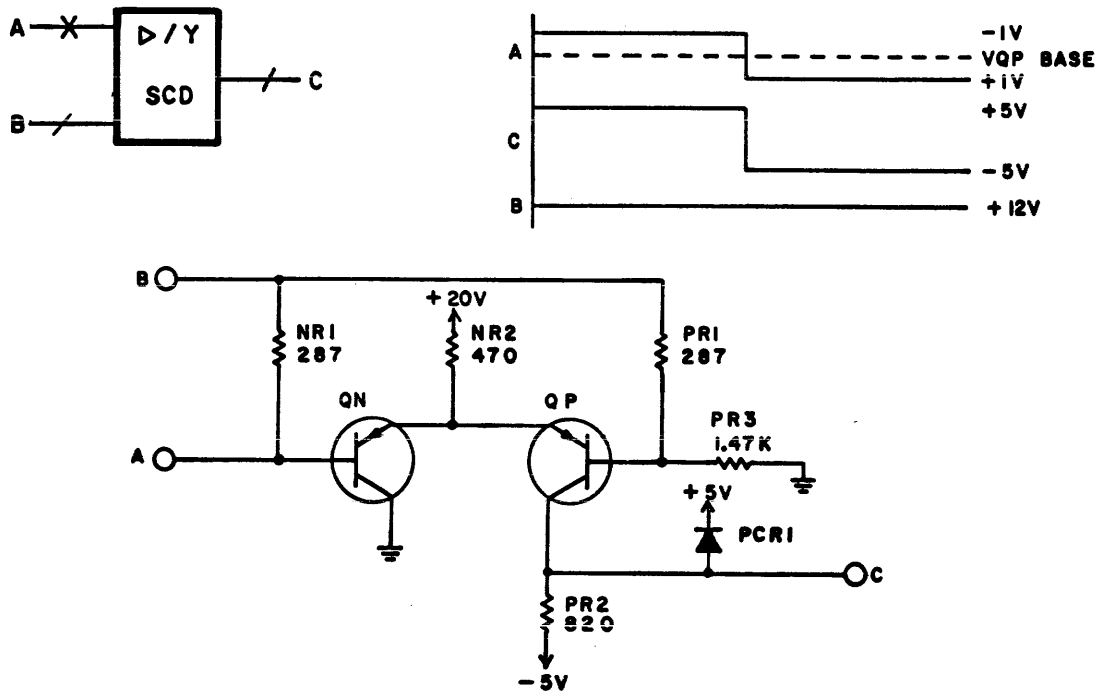 A
▷/Y
SCD
B
C
A
-1V
VQP BASE
+1V
C
+5V
-5V
B
+12V
B
+20V
NR1
287
NR2
470
PR1
287
QN
QP
PR3
1.47K
A
+5V
PCR1
C
PR2
820
-5V